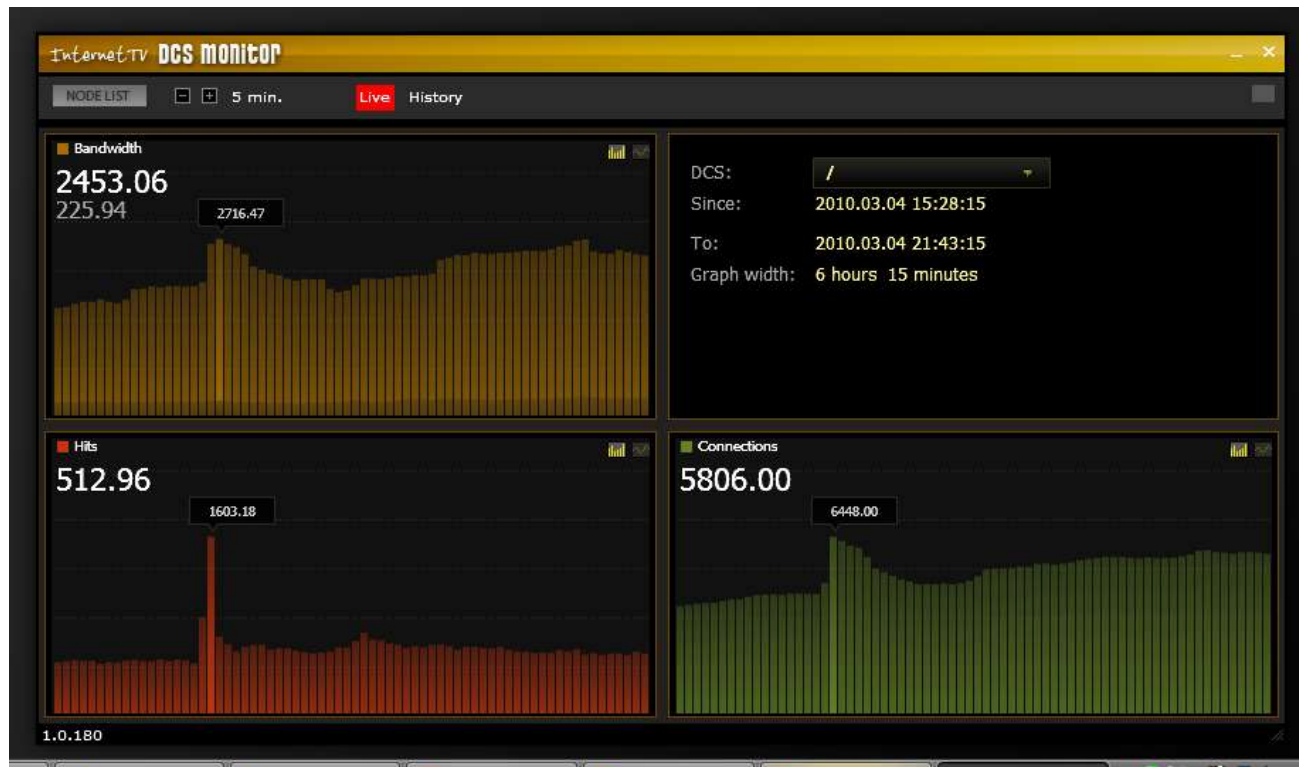 InternetTV DCS monitor
NODE LIST - + 5 min. Live History
Bandwidth
2453.06
225.94
2716.47
DCS: /
Since: 2010.03.04 15:28:15
To: 2010.03.04 21:43:15
Graph width: 6 hours 15 minutes
Hits
512.96
1603.18
Connections
5806.00
6448.00
1.0.180